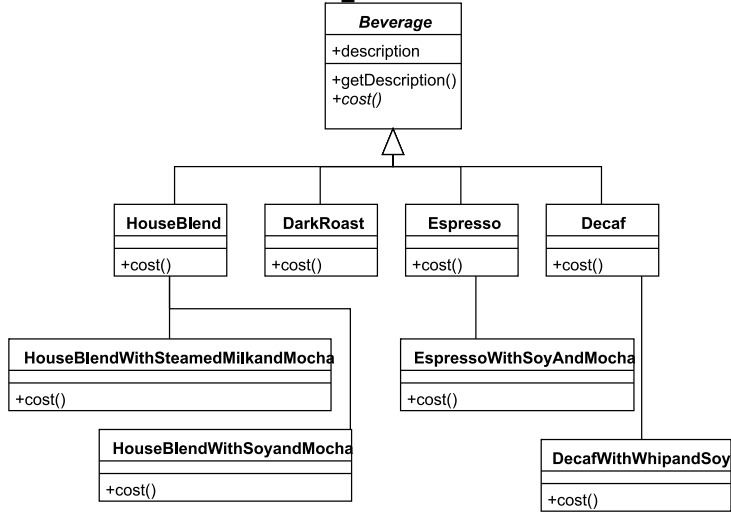 Beverage
+description
+getDescription()
+cost()
HouseBlend
+cost()
DarkRoast
Espresso
+cost()
Decaf
+cost()
HouseBlendWithSteamedMilkandMocha
+cost()
EspressoWithSoyAndMocha
+cost()
HouseBlendWithSoyandMocha
+cost()
DecafWithWhipandSoy
+cost()